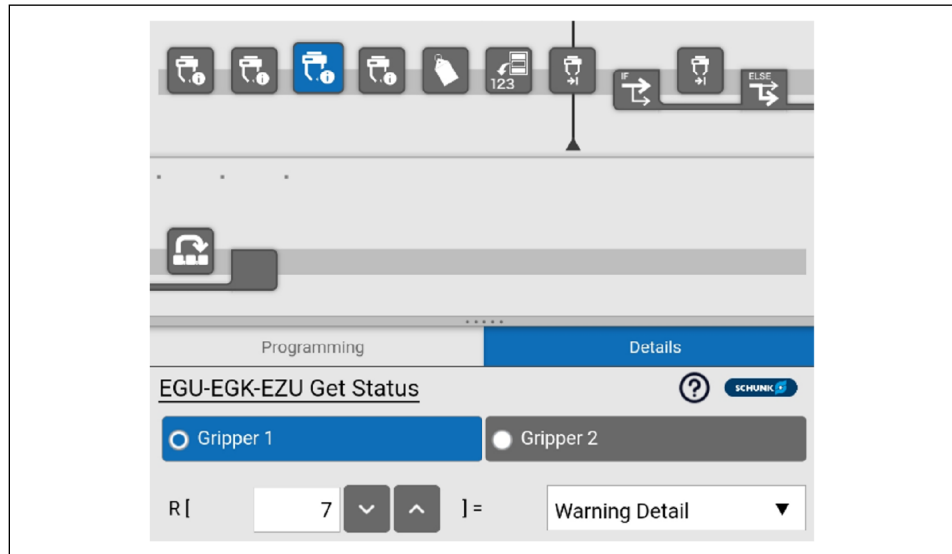 123
IF
ELSE
Programming
Details
EGU-EGK-EZU Get Status
?
SCHUNK
Gripper 1
Gripper 2
R [ 7 ] = Warning Detail